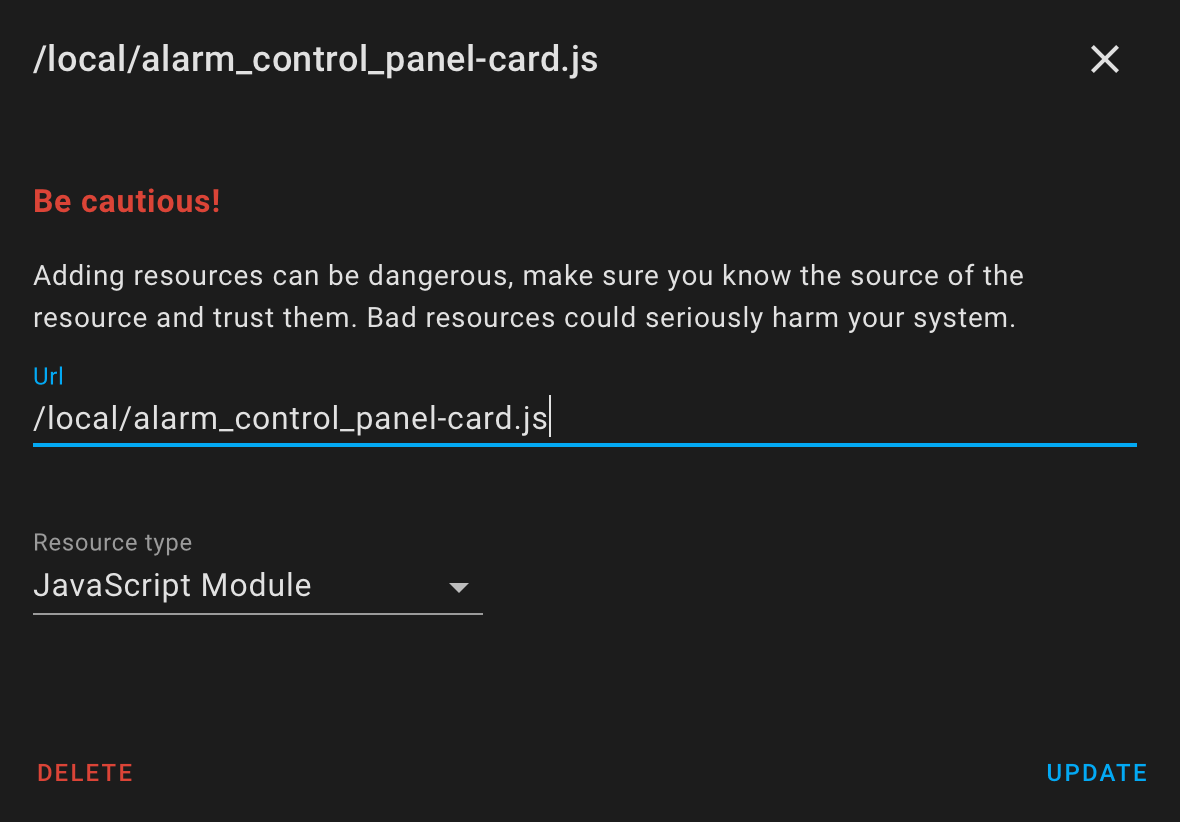 /local/alarm_control_panel-card.js
Be cautious!
Adding resources can be dangerous, make sure you know the source of the
resource and trust them. Bad resources could seriously harm your system.
Url
/local/alarm_control_panel-card.js
Resource type
JavaScript Module
DELETE
UPDATE